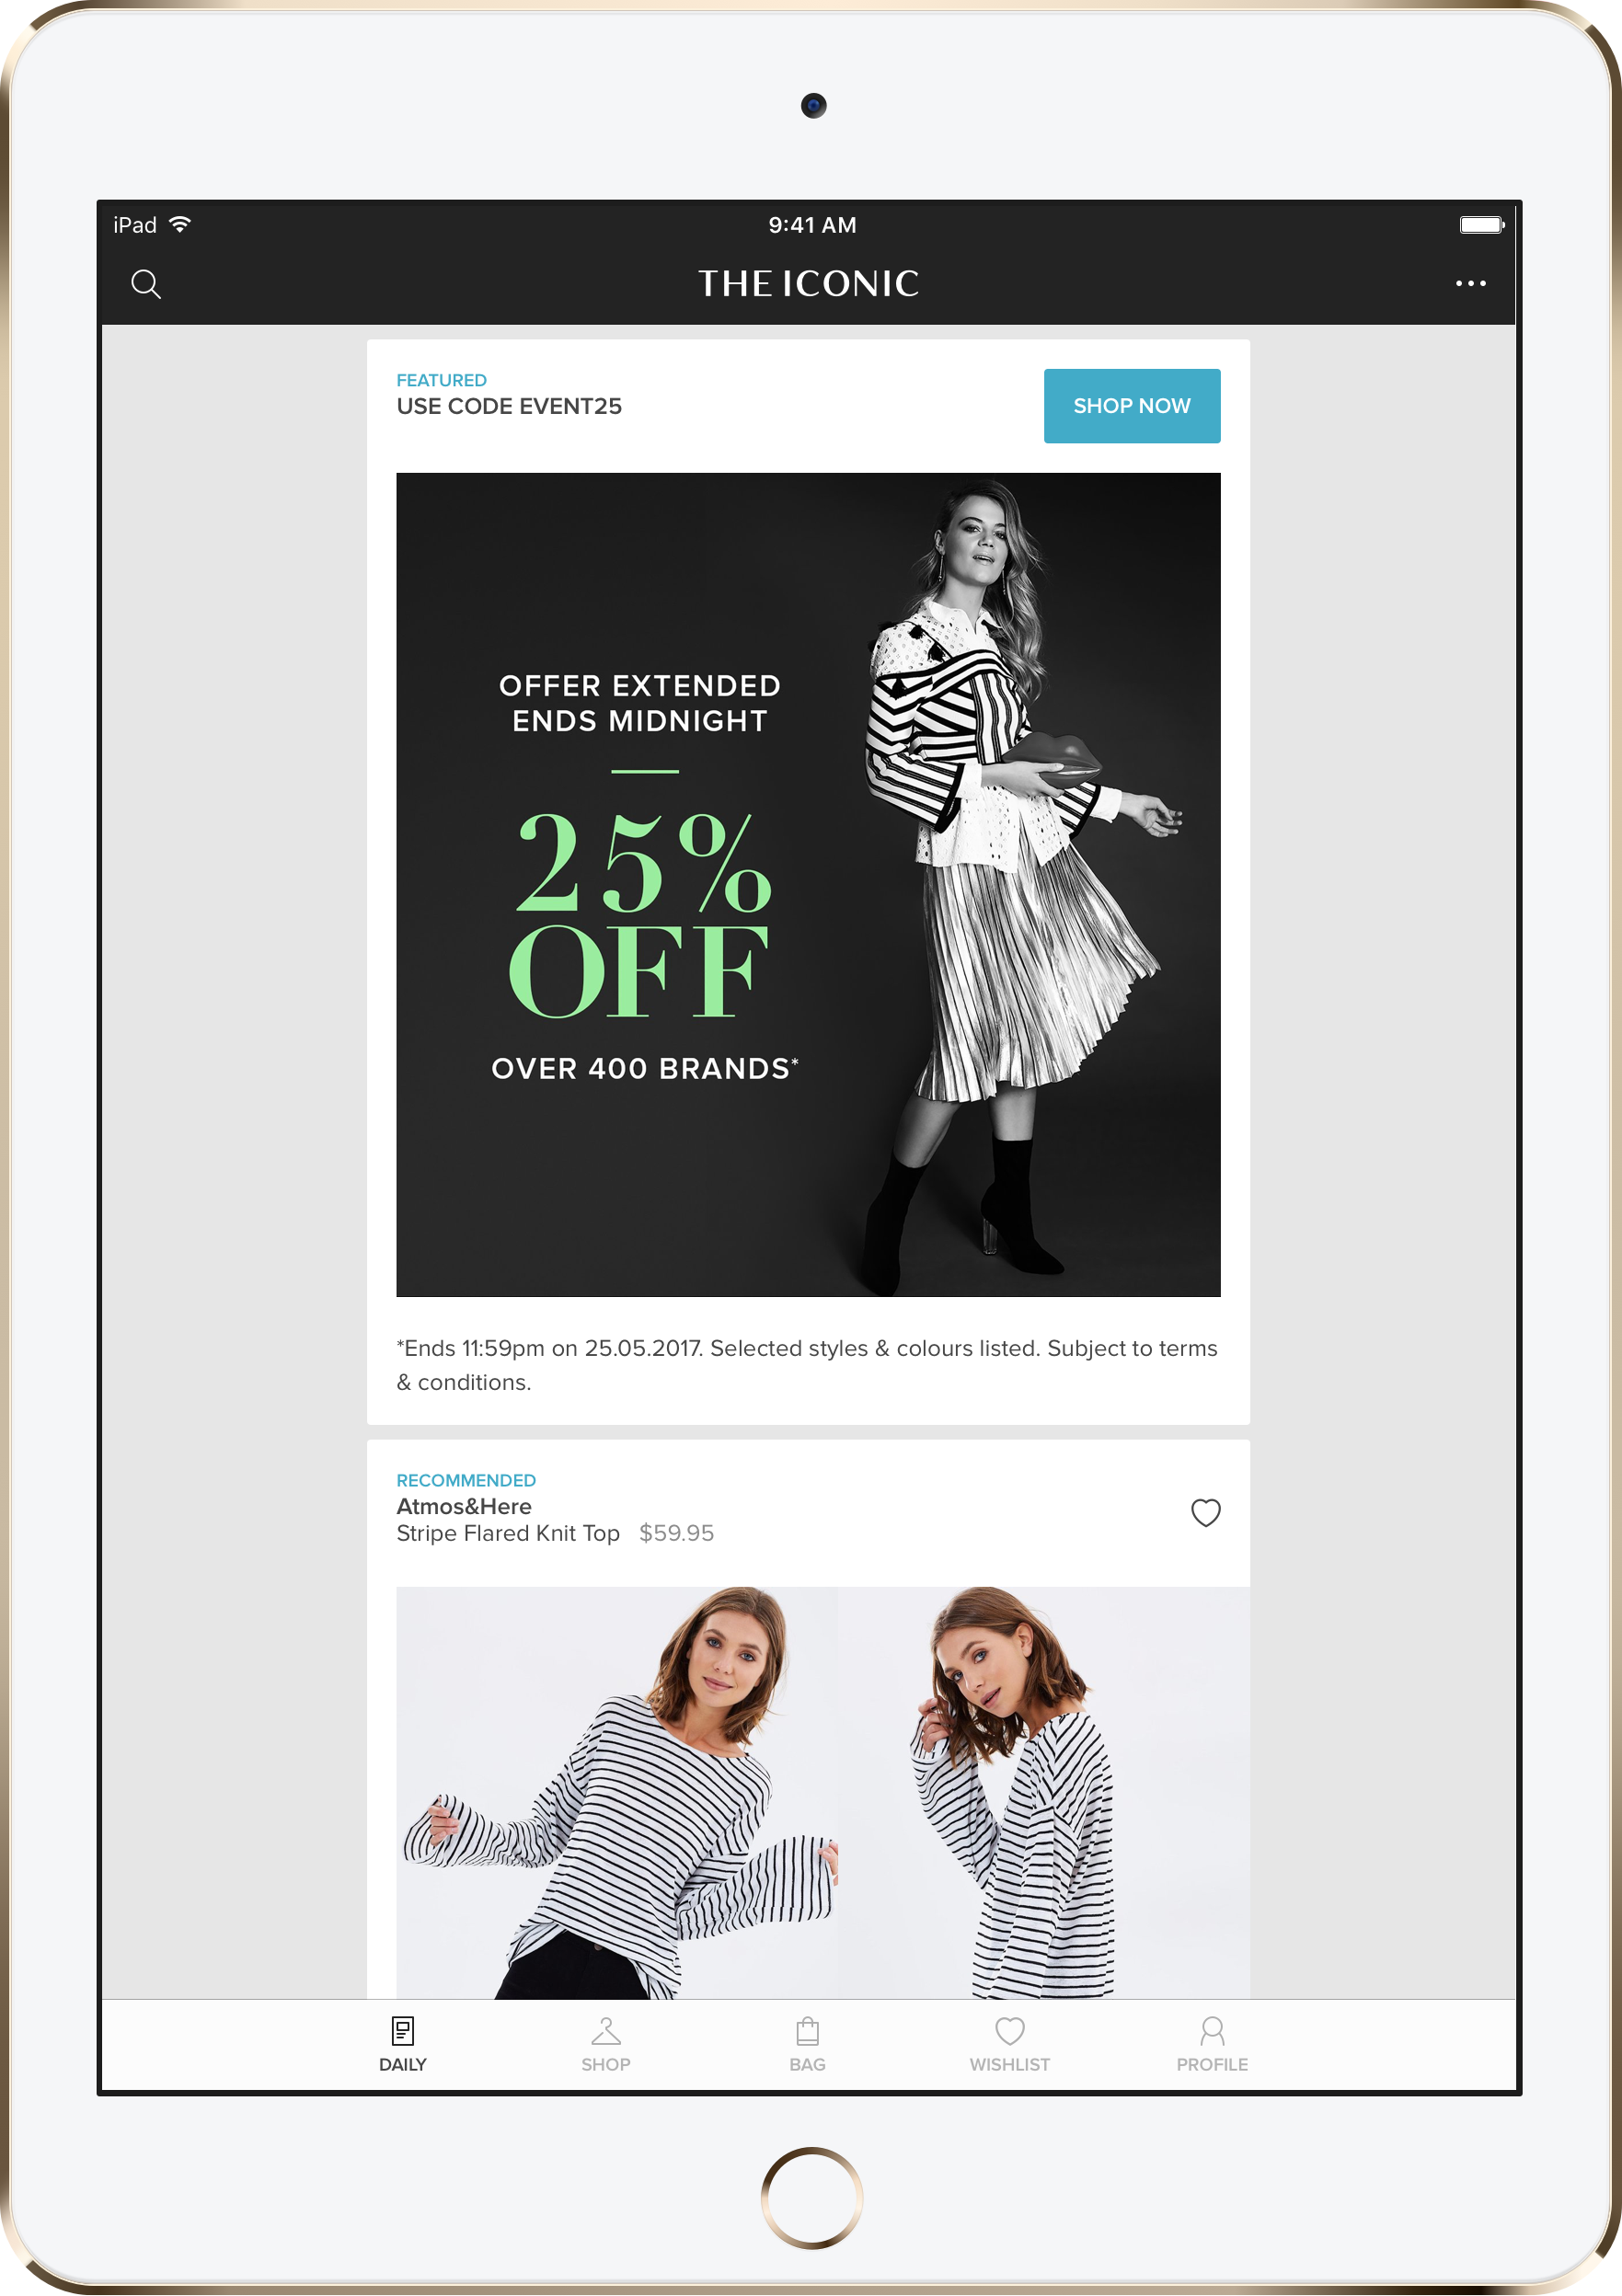 iPad
9:41 AM
THE ICONIC
FEATURED
USE CODE EVENT25
SHOP NOW
OFFER EXTENDED
ENDS MIDNIGHT
25%
OFF
OVER 400 BRANDS*
*Ends 11:59pm on 25.05.2017. Selected styles & colours listed. Subject to terms
& conditions.
RECOMMENDED
Atmos&Here
Stripe Flared Knit Top $59.95
DAILY
SHOP
BAG
WISHLIST
PROFILE